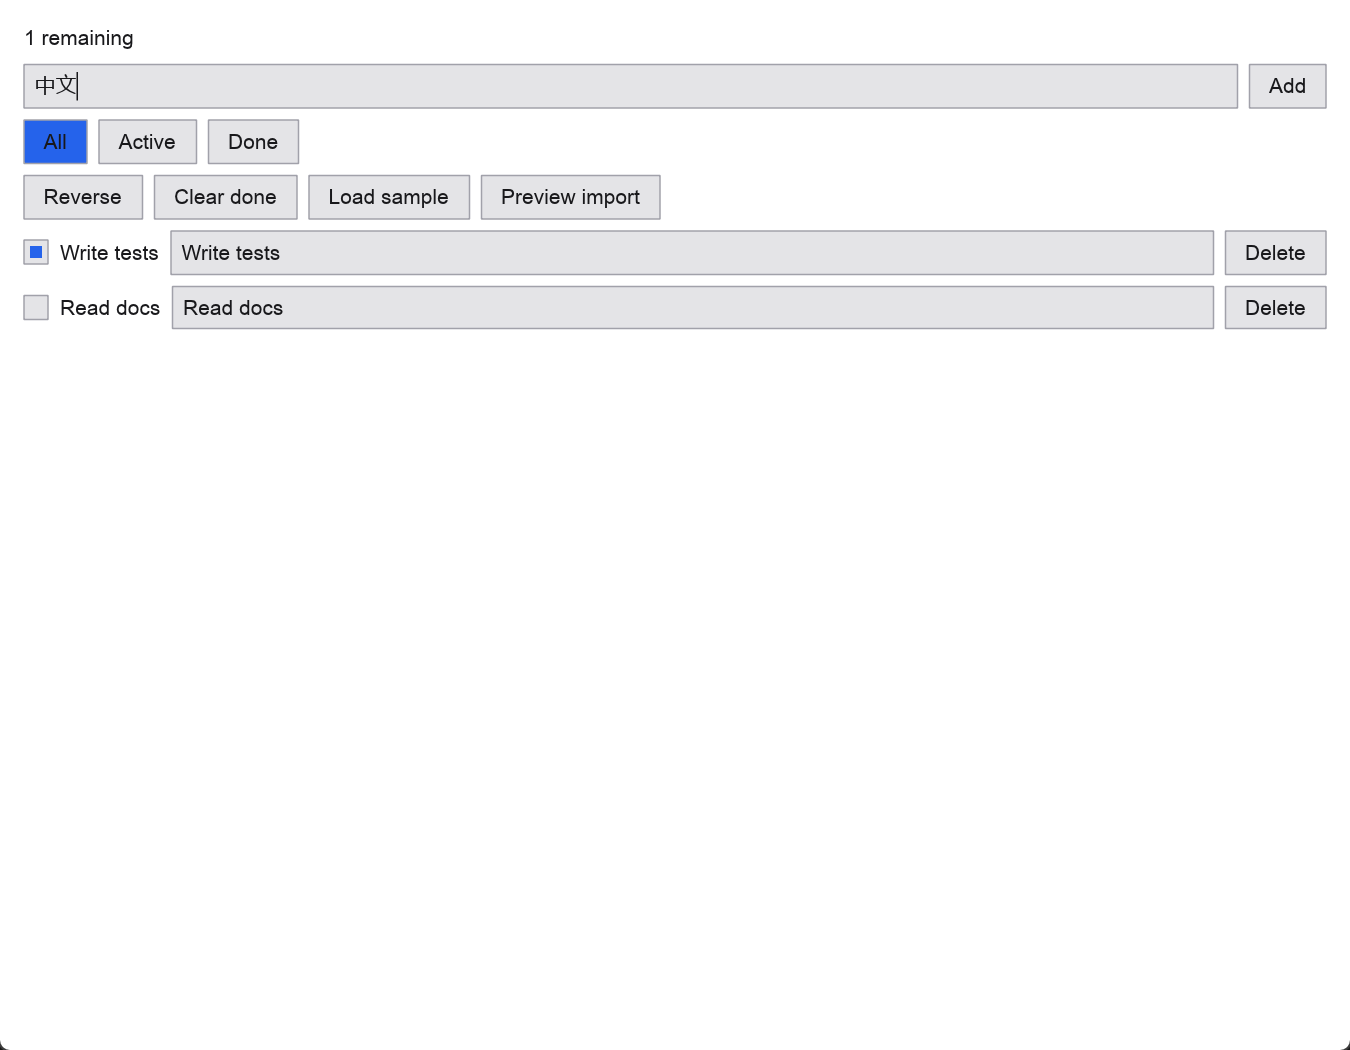 1 remaining
中文 Add
All Active Done
Reverse Clear done Load sample Preview import
Write tests Write tests Delete
Read docs Read docs Delete